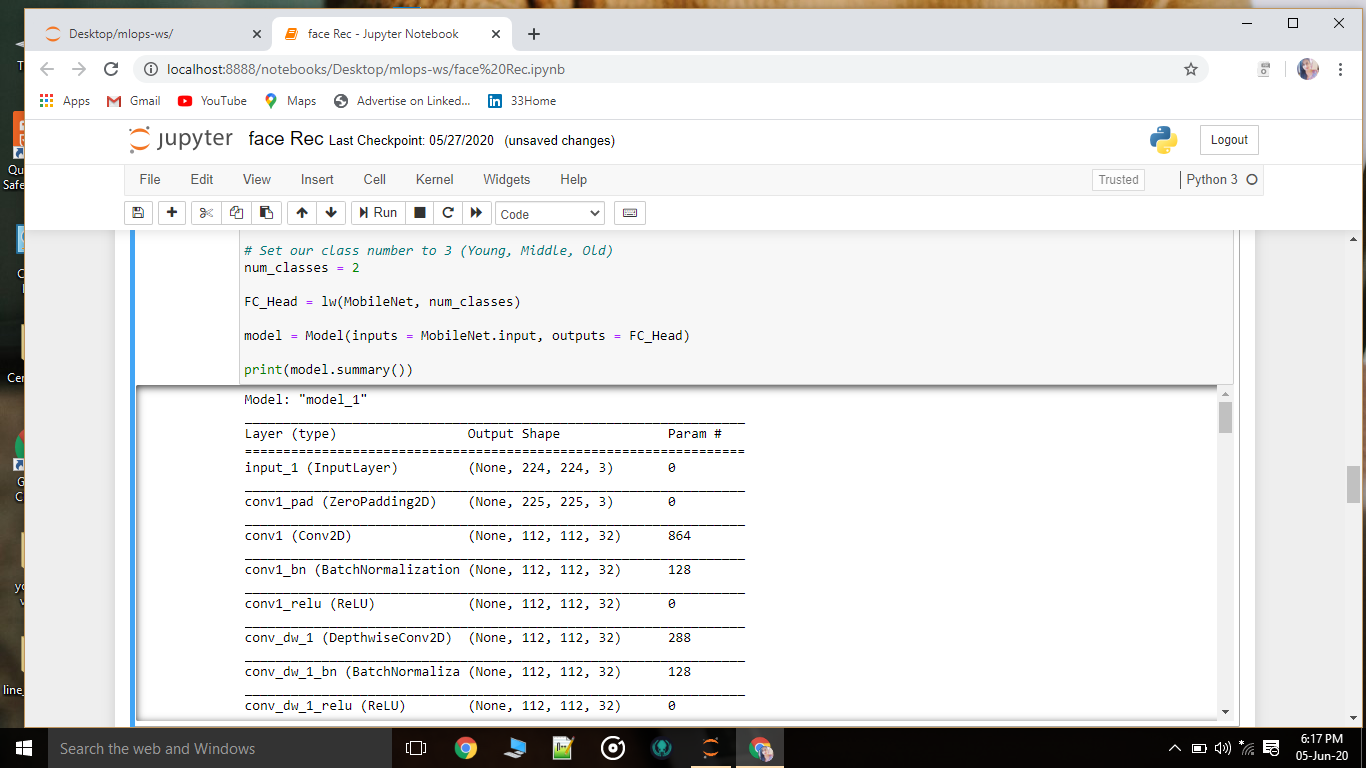 Desktop/mlops-ws/
face Rec - Jupyter Notebook
localhost:8888/notebooks/Desktop/mlops-ws/face%20Rec.ipynb
Apps Gmail YouTube Maps Advertise on Linked... 33Home
jupyter face Rec Last Checkpoint: 05/27/2020 (unsaved changes) Logout
File Edit View Insert Cell Kernel Widgets Help Trusted Python 3
Run Code
# Set our class number to 3 (Young, Middle, Old)
num_classes = 2
FC_Head = lw(MobileNet, num_classes)
model = Model(inputs = MobileNet.input, outputs = FC_Head)
print(model.summary())
Model: "model_1"
_________________________________________________________________
Layer (type) Output Shape Param #
=================================================================
input_1 (InputLayer) (None, 224, 224, 3) 0
_________________________________________________________________
conv1_pad (ZeroPadding2D) (None, 225, 225, 3) 0
_________________________________________________________________
conv1 (Conv2D) (None, 112, 112, 32) 864
_________________________________________________________________
conv1_bn (BatchNormalization (None, 112, 112, 32) 128
_________________________________________________________________
conv1_relu (ReLU) (None, 112, 112, 32) 0
_________________________________________________________________
conv_dw_1 (DepthwiseConv2D) (None, 112, 112, 32) 288
_________________________________________________________________
conv_dw_1_bn (BatchNormaliza (None, 112, 112, 32) 128
_________________________________________________________________
conv_dw_1_relu (ReLU) (None, 112, 112, 32) 0
Search the web and Windows
6:17 PM
05-Jun-20